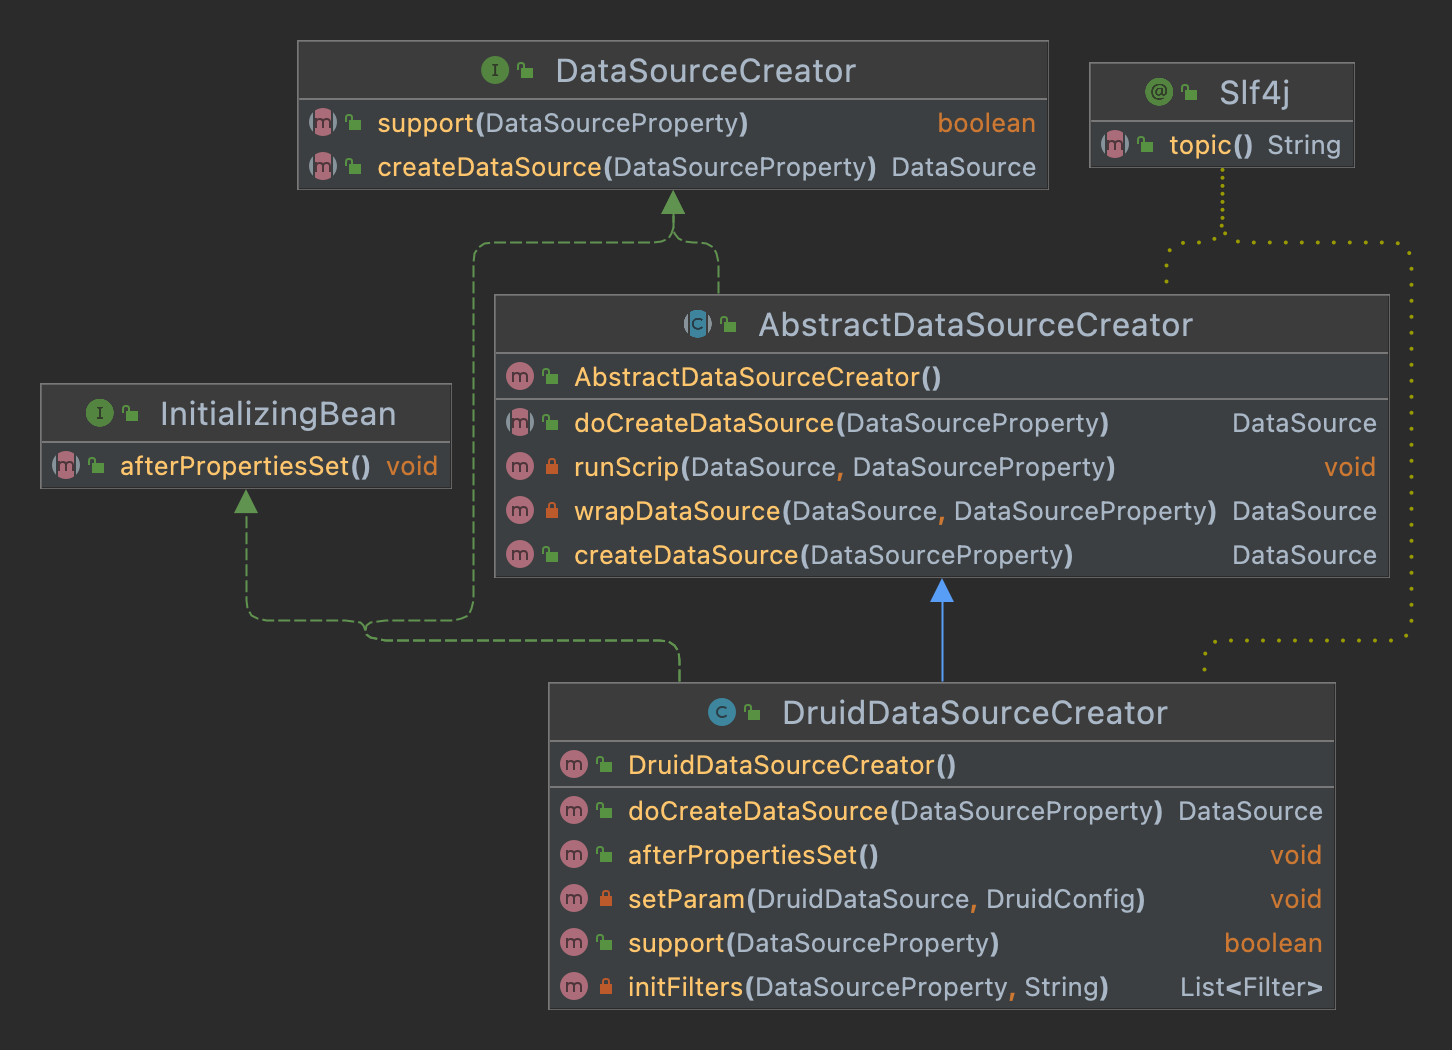 I DataSourceCreator
m support(DataSourceProperty) boolean
m createDataSource(DataSourceProperty) DataSource
@ Slf4j
m topic() String
C AbstractDataSourceCreator
m AbstractDataSourceCreator()
m doCreateDataSource(DataSourceProperty) DataSource
m runScrip(DataSource, DataSourceProperty) void
m wrapDataSource(DataSource, DataSourceProperty) DataSource
m createDataSource(DataSourceProperty) DataSource
I InitializingBean
m afterPropertiesSet() void
C DruidDataSourceCreator
m DruidDataSourceCreator()
m doCreateDataSource(DataSourceProperty) DataSource
m afterPropertiesSet() void
m setParam(DruidDataSource, DruidConfig) void
m support(DataSourceProperty) boolean
m initFilters(DataSourceProperty, String) List<Filter>